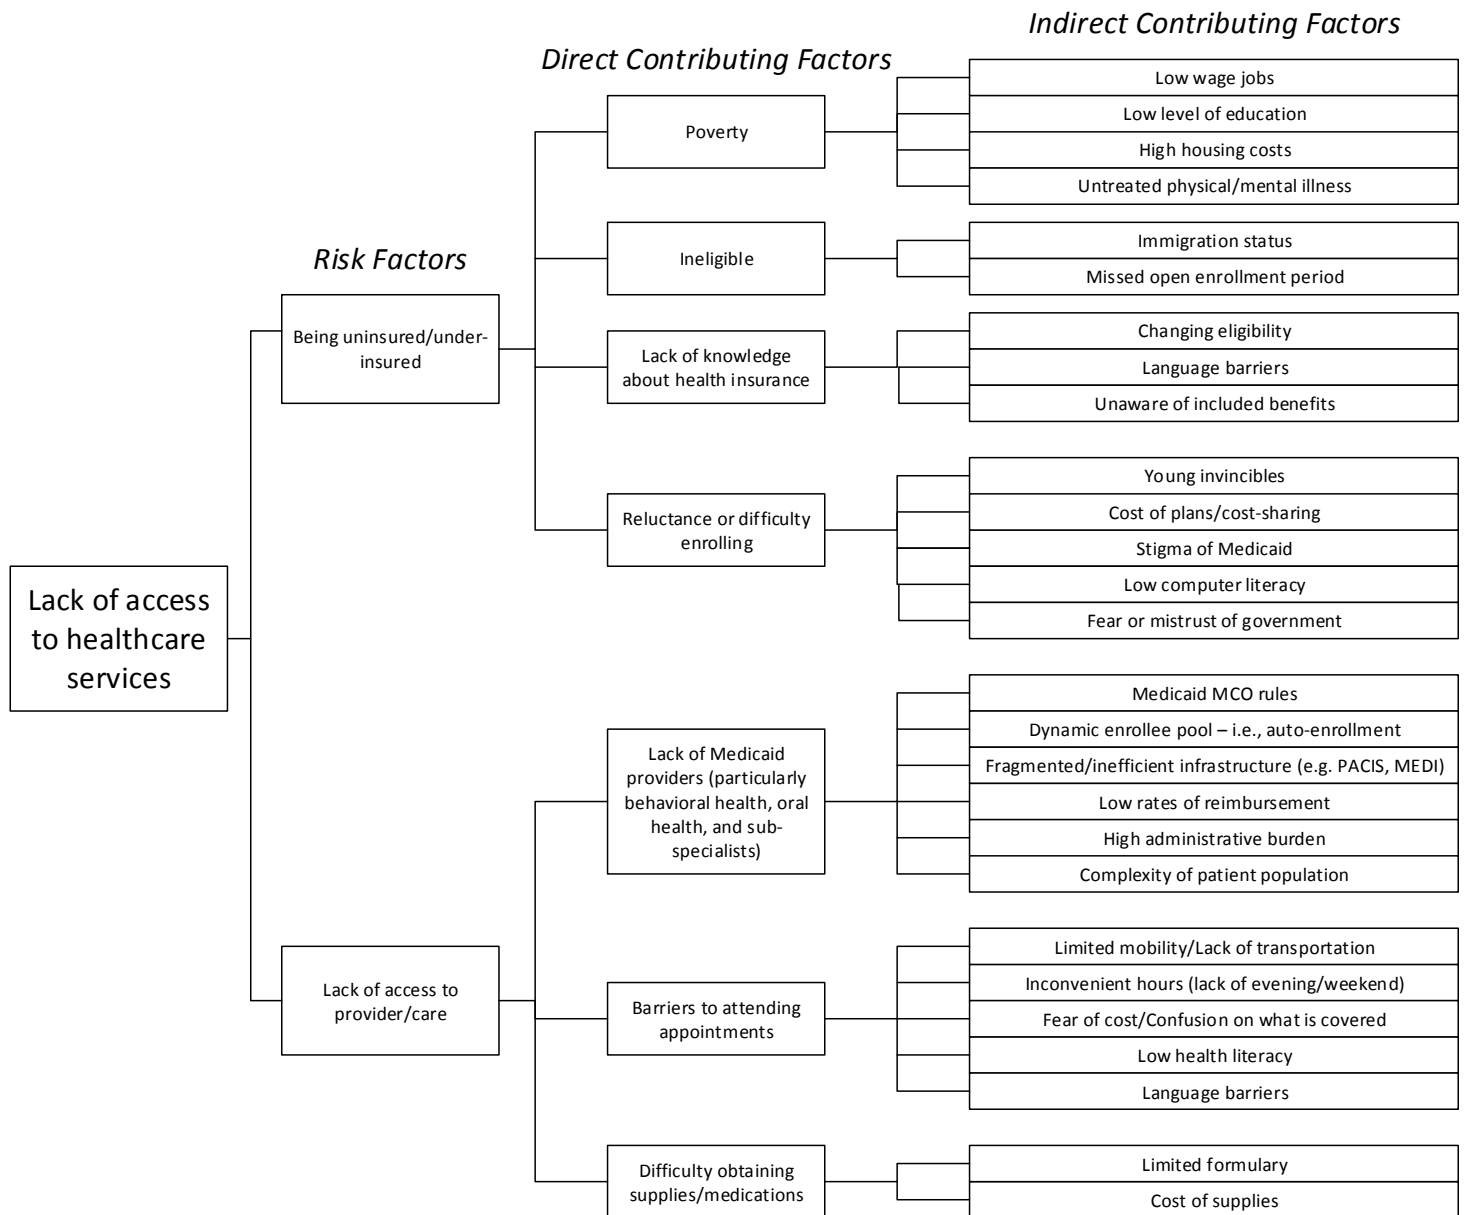 Indirect Contributing Factors
Direct Contributing Factors
Risk Factors
Lack of access
to healthcare
services
Being uninsured/under-
insured
Poverty
Low wage jobs
Low level of education
High housing costs
Untreated physical/mental illness
Ineligible
Immigration status
Missed open enrollment period
Lack of knowledge
about health insurance
Changing eligibility
Language barriers
Unaware of included benefits
Reluctance or difficulty
enrolling
Young invincibles
Cost of plans/cost-sharing
Stigma of Medicaid
Low computer literacy
Fear or mistrust of government
Lack of access to
provider/care
Lack of Medicaid
providers (particularly
behavioral health, oral
health, and sub-
specialists)
Medicaid MCO rules
Dynamic enrollee pool – i.e., auto-enrollment
Fragmented/inefficient infrastructure (e.g. PACIS, MEDI)
Low rates of reimbursement
High administrative burden
Complexity of patient population
Barriers to attending
appointments
Limited mobility/Lack of transportation
Inconvenient hours (lack of evening/weekend)
Fear of cost/Confusion on what is covered
Low health literacy
Language barriers
Difficulty obtaining
supplies/medications
Limited formulary
Cost of supplies